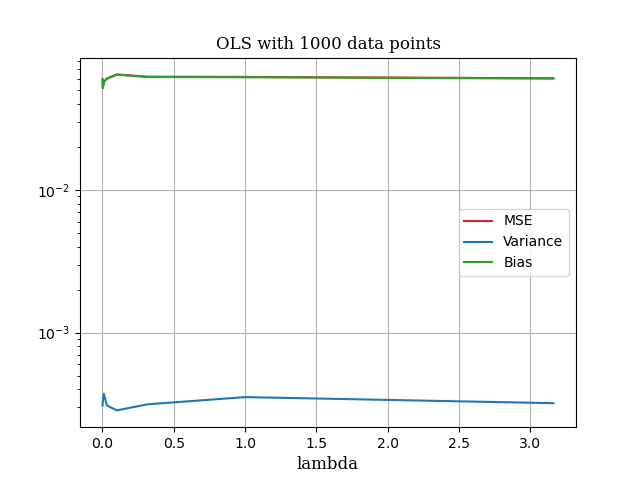 OLS with 1000 data points
10⁻²
10⁻³
MSE
Variance
Bias
0.0 0.5 1.0 1.5 2.0 2.5 3.0
lambda